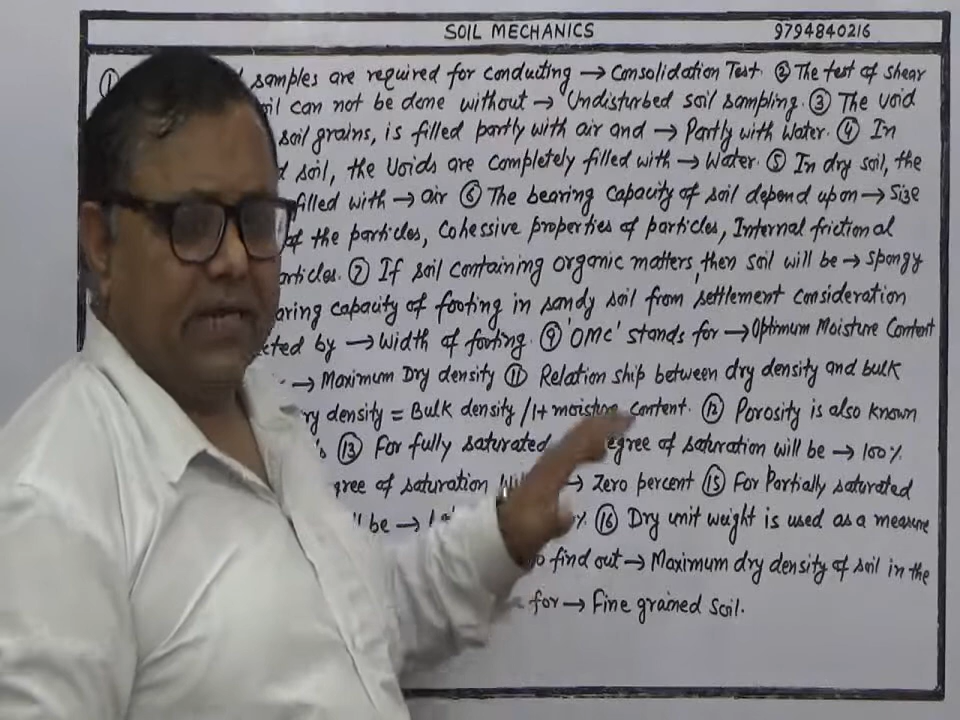 SOIL MECHANICS 9794840216
① samples are required for conducting → Consolidation Test. ② The test of shear
soil can not be done without → Undisturbed soil sampling. ③ The void
soil grains, is filled partly with air and → Partly with Water. ④ In
soil, the voids are completely filled with → Water. ⑤ In dry soil, the
filled with → air ⑥ The bearing capacity of soil depend upon → Size
of the particles, Cohessive properties of particles, Internal frictional
particles. ⑦ If soil containing organic matters, then soil will be → spongy
capacity of footing in sandy soil from settlement consideration
by → Width of footing. ⑨ 'OMC' stands for → Optimum Moisture Content
→ Maximum Dry density ⑪ Relation ship between dry density and bulk
density = Bulk density / 1+ moisture content. ⑫ Porosity is also known
⑬ For fully saturated degree of saturation will be → 100%
degree of saturation → Zero percent ⑮ For Partially saturated
be → % ⑯ Dry unit weight is used as a measure
find out → Maximum dry density of soil in the
for → Fine grained soil.